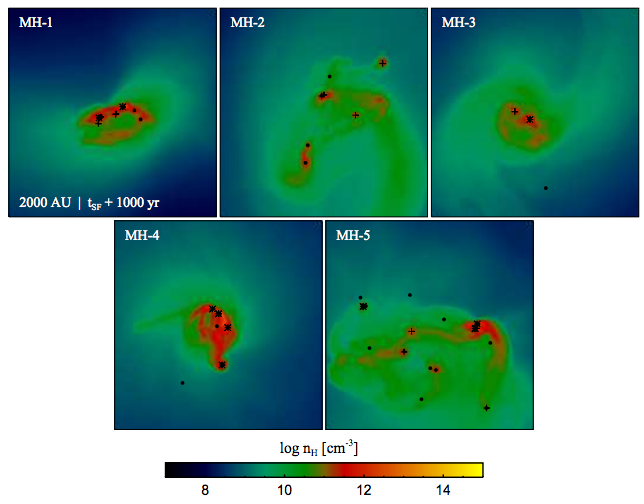 MH-1
MH-2
MH-3
2000 AU | t_SF + 1000 yr
MH-4
MH-5
log n_H [cm^-3]
8 10 12 14